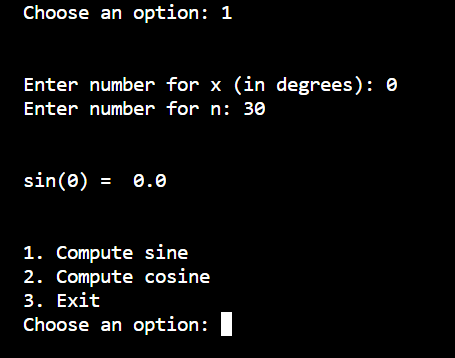 Choose an option: 1
Enter number for x (in degrees): 0
Enter number for n: 30
sin(0) =  0.0
1. Compute sine
2. Compute cosine
3. Exit
Choose an option: